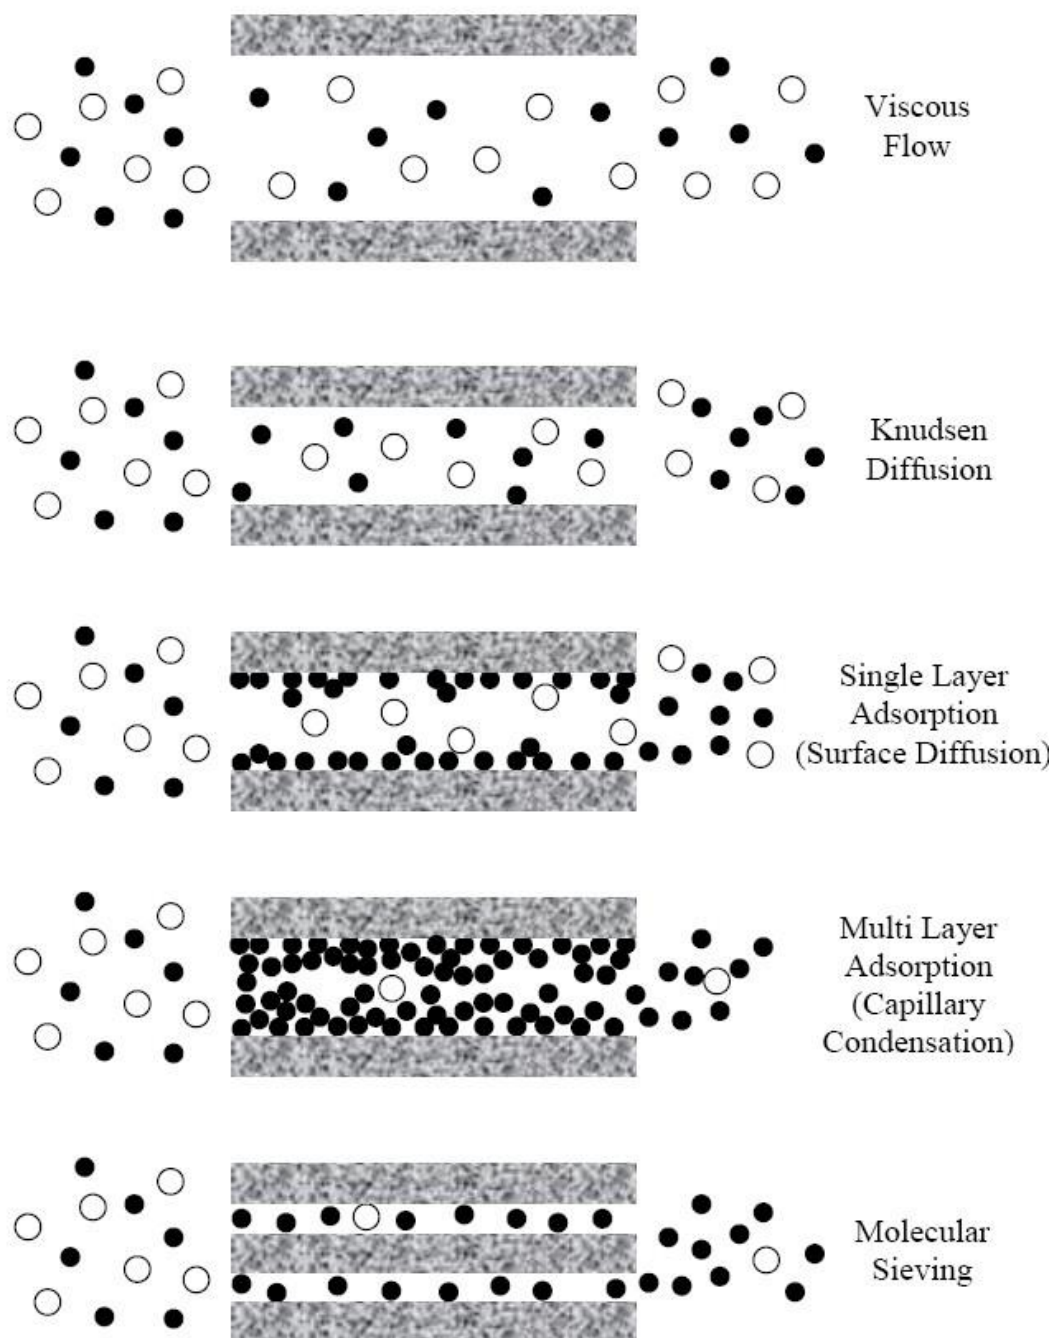 Viscous
Flow
Knudsen
Diffusion
Single Layer
Adsorption
(Surface Diffusion)
Multi Layer
Adsorption
(Capillary
Condensation)
Molecular
Sieving